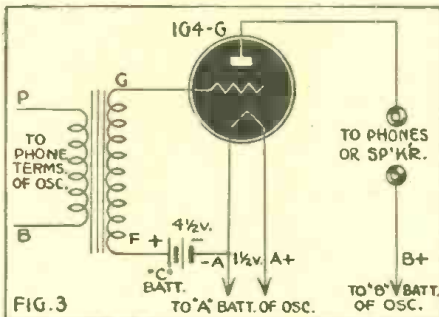 1G4-G
G
P
TO
PHONE
TERMS.
OF OSC.
B
TO PHONES
OR SP'K'R.
4½v.
F + -
"C"
BATT.
-A 1½v. A+
B+
TO "A" BATT. OF OSC.
TO "B" BATT.
OF OSC.
FIG. 3